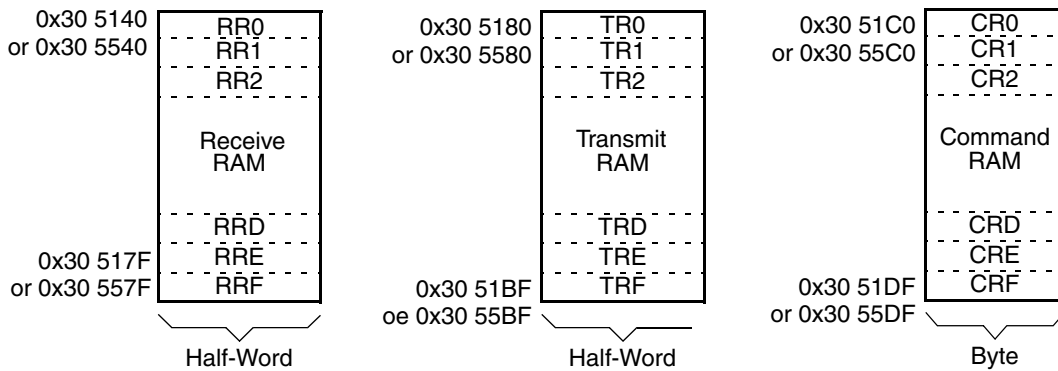 0x30 5140
or 0x30 5540
RR0
RR1
RR2
Receive
RAM
RRD
RRE
RRF
0x30 517F
or 0x30 557F
Half-Word
0x30 5180
or 0x30 5580
TR0
TR1
TR2
Transmit
RAM
TRD
TRE
TRF
0x30 51BF
oe 0x30 55BF
Half-Word
0x30 51C0
or 0x30 55C0
CR0
CR1
CR2
Command
RAM
CRD
CRE
CRF
0x30 51DF
or 0x30 55DF
Byte